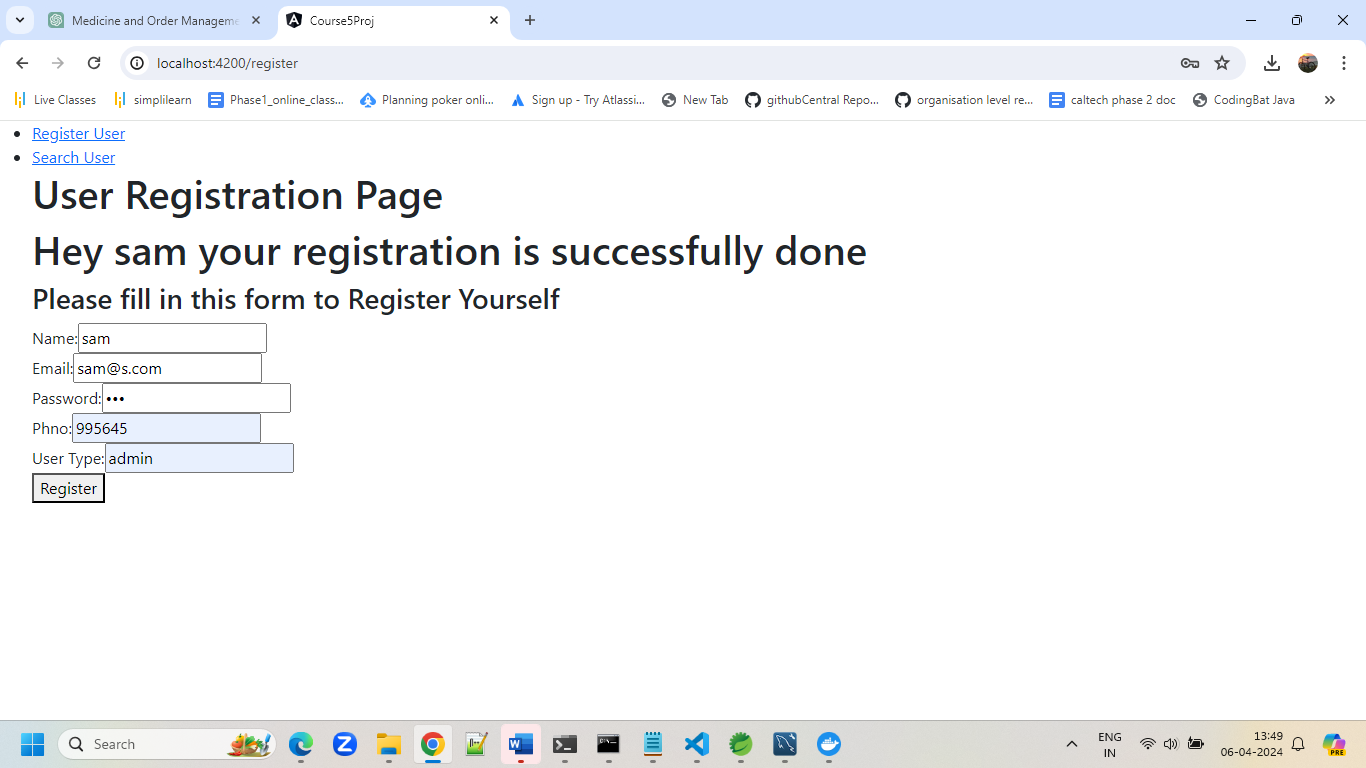 Medicine and Order Manageme
Course5Proj
localhost:4200/register
Live Classes
simplilearn
Phase1_online_class...
Planning poker onli...
Sign up - Try Atlassi...
New Tab
githubCentral Repo...
organisation level re...
caltech phase 2 doc
CodingBat Java
Register User
Search User
User Registration Page
Hey sam your registration is successfully done
Please fill in this form to Register Yourself
Name:sam
Email:sam@s.com
Password:•••
Phno:995645
User Type:admin
Register
Search
ENG
IN
13:49
06-04-2024
PRE